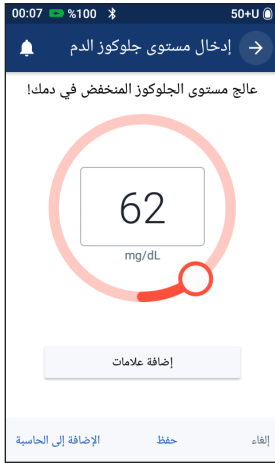 00:07 %100 50+U
إدخال مستوى جلوكوز الدم
عالج مستوى الجلوكوز المنخفض في دمك!
62
mg/dL
إضافة علامات
إلغاء حفظ الإضافة إلى الحاسبة